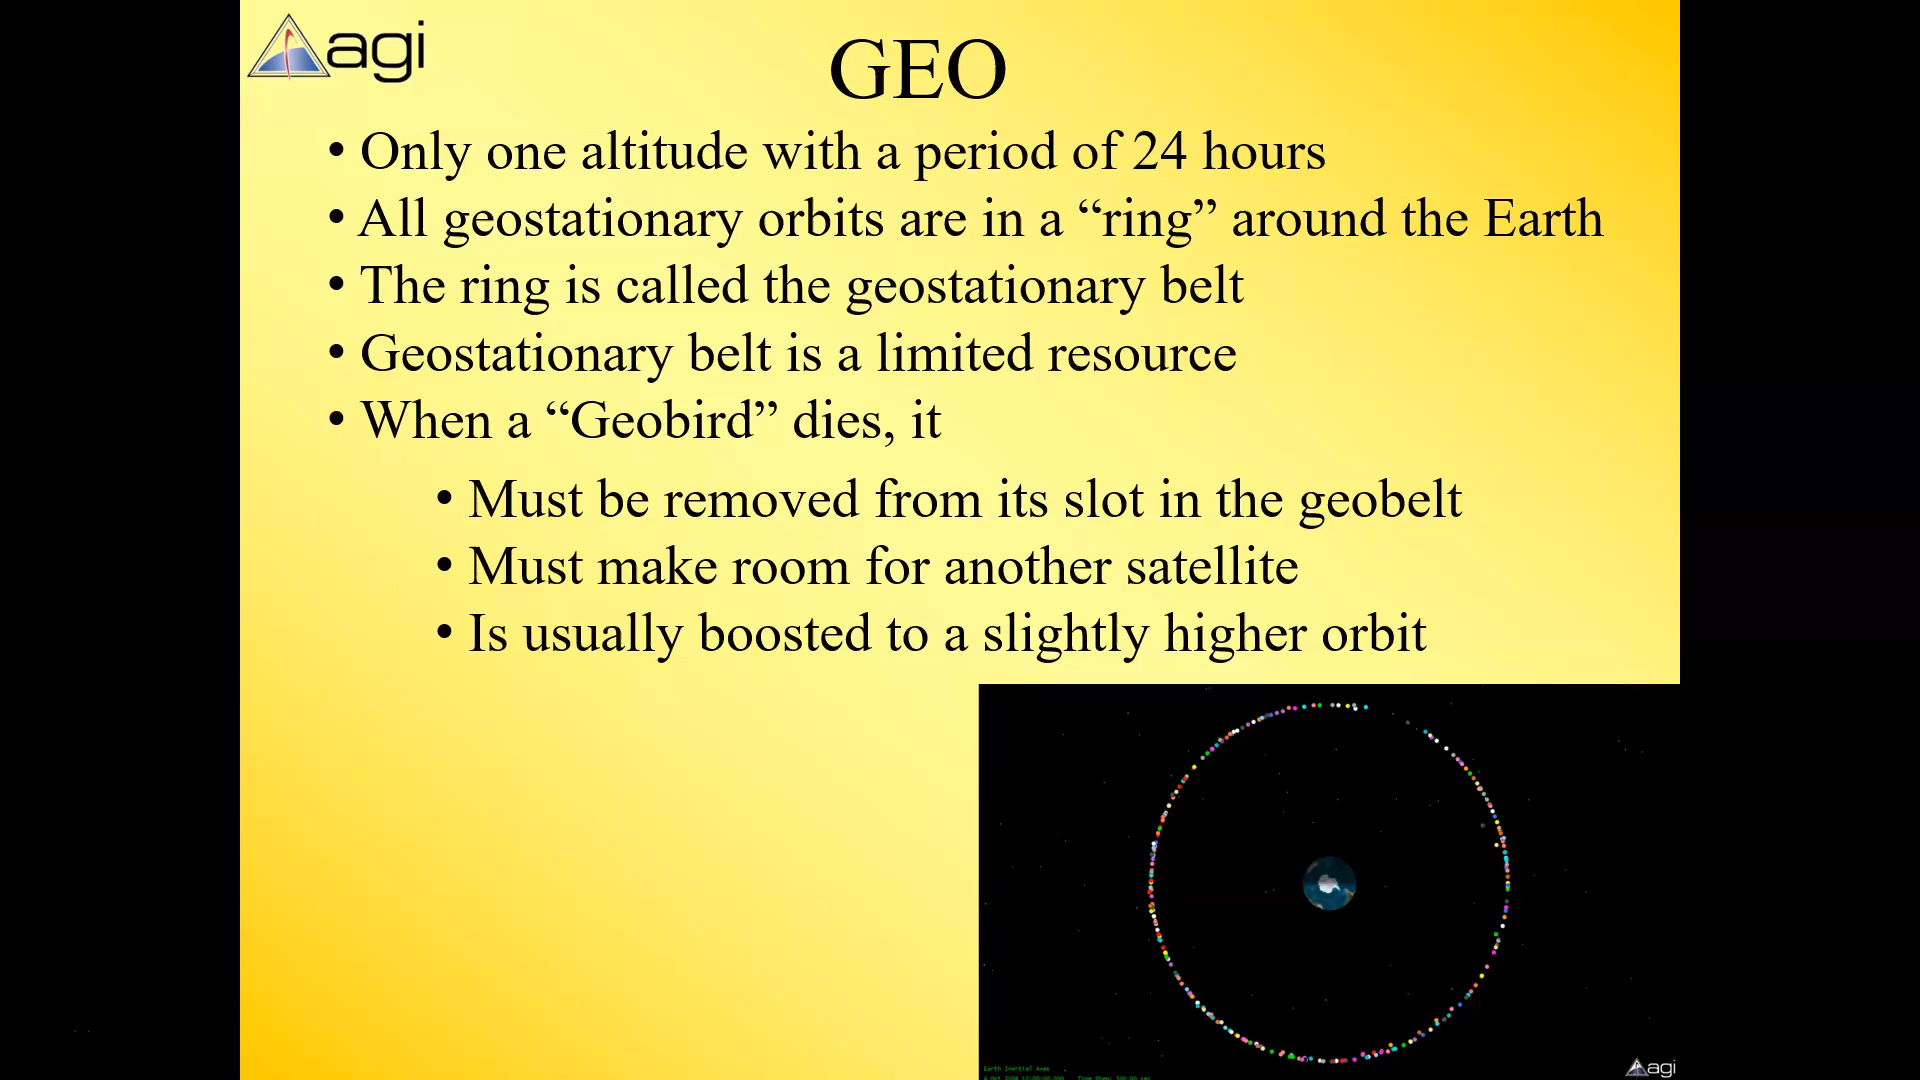 agi
GEO
• Only one altitude with a period of 24 hours
• All geostationary orbits are in a “ring” around the Earth
• The ring is called the geostationary belt
• Geostationary belt is a limited resource
• When a “Geobird” dies, it
• Must be removed from its slot in the geobelt
• Must make room for another satellite
• Is usually boosted to a slightly higher orbit
Earth Inertial Axes
agi